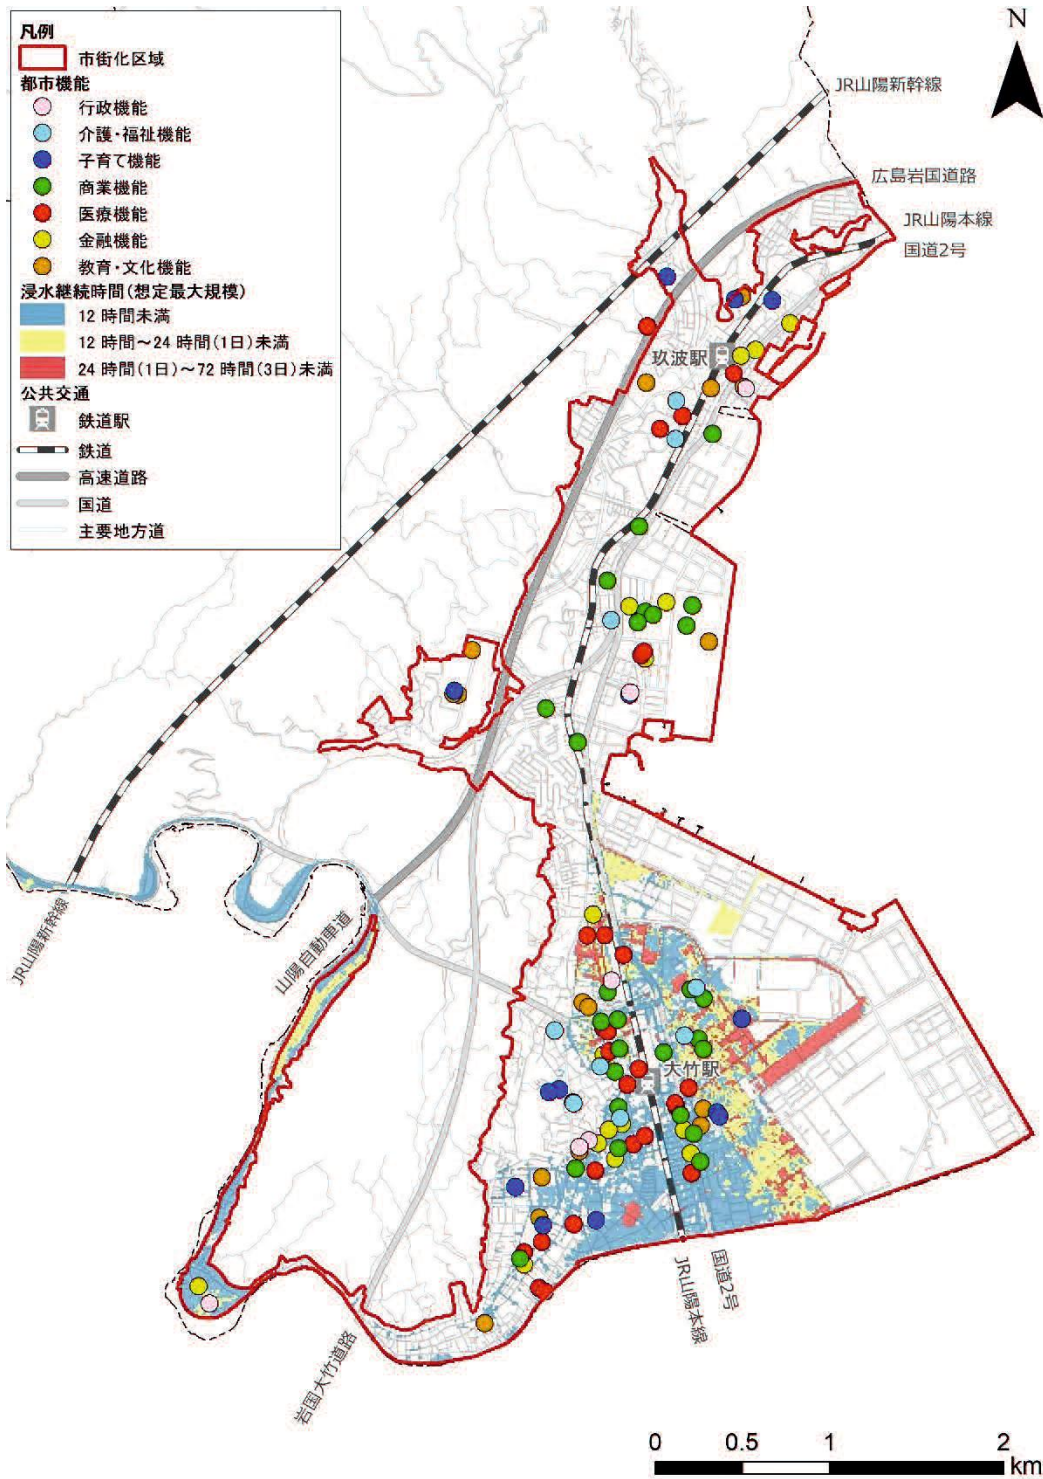 凡例
市街化区域
都市機能
行政機能
介護・福祉機能
子育て機能
商業機能
医療機能
金融機能
教育・文化機能
浸水継続時間(想定最大規模)
12 時間未満
12 時間～24 時間(1日)未満
24 時間(1日)～72 時間(3日)未満
公共交通
鉄道駅
鉄道
高速道路
国道
主要地方道
N
JR山陽新幹線
広島岩国道路
JR山陽本線
国道2号
玖波駅
JR山陽新幹線
山陽自動車道
大竹駅
国道2号
JR山陽本線
岩国大竹道路
0 0.5 1 2
km